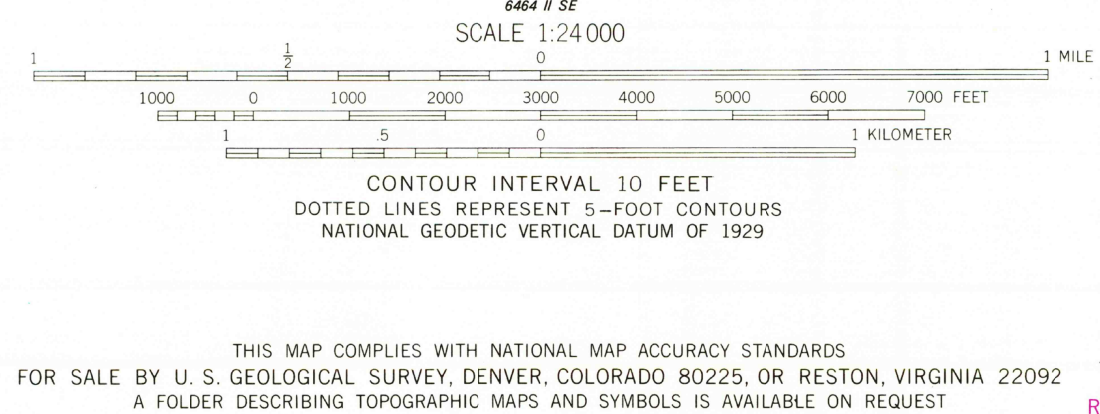 6464 II SE
SCALE 1:24 000
1 1/2 0 1 MILE
1000 0 1000 2000 3000 4000 5000 6000 7000 FEET
1 .5 0 1 KILOMETER
CONTOUR INTERVAL 10 FEET
DOTTED LINES REPRESENT 5–FOOT CONTOURS
NATIONAL GEODETIC VERTICAL DATUM OF 1929
THIS MAP COMPLIES WITH NATIONAL MAP ACCURACY STANDARDS
FOR SALE BY U. S. GEOLOGICAL SURVEY, DENVER, COLORADO 80225, OR RESTON, VIRGINIA 22092
A FOLDER DESCRIBING TOPOGRAPHIC MAPS AND SYMBOLS IS AVAILABLE ON REQUEST
R